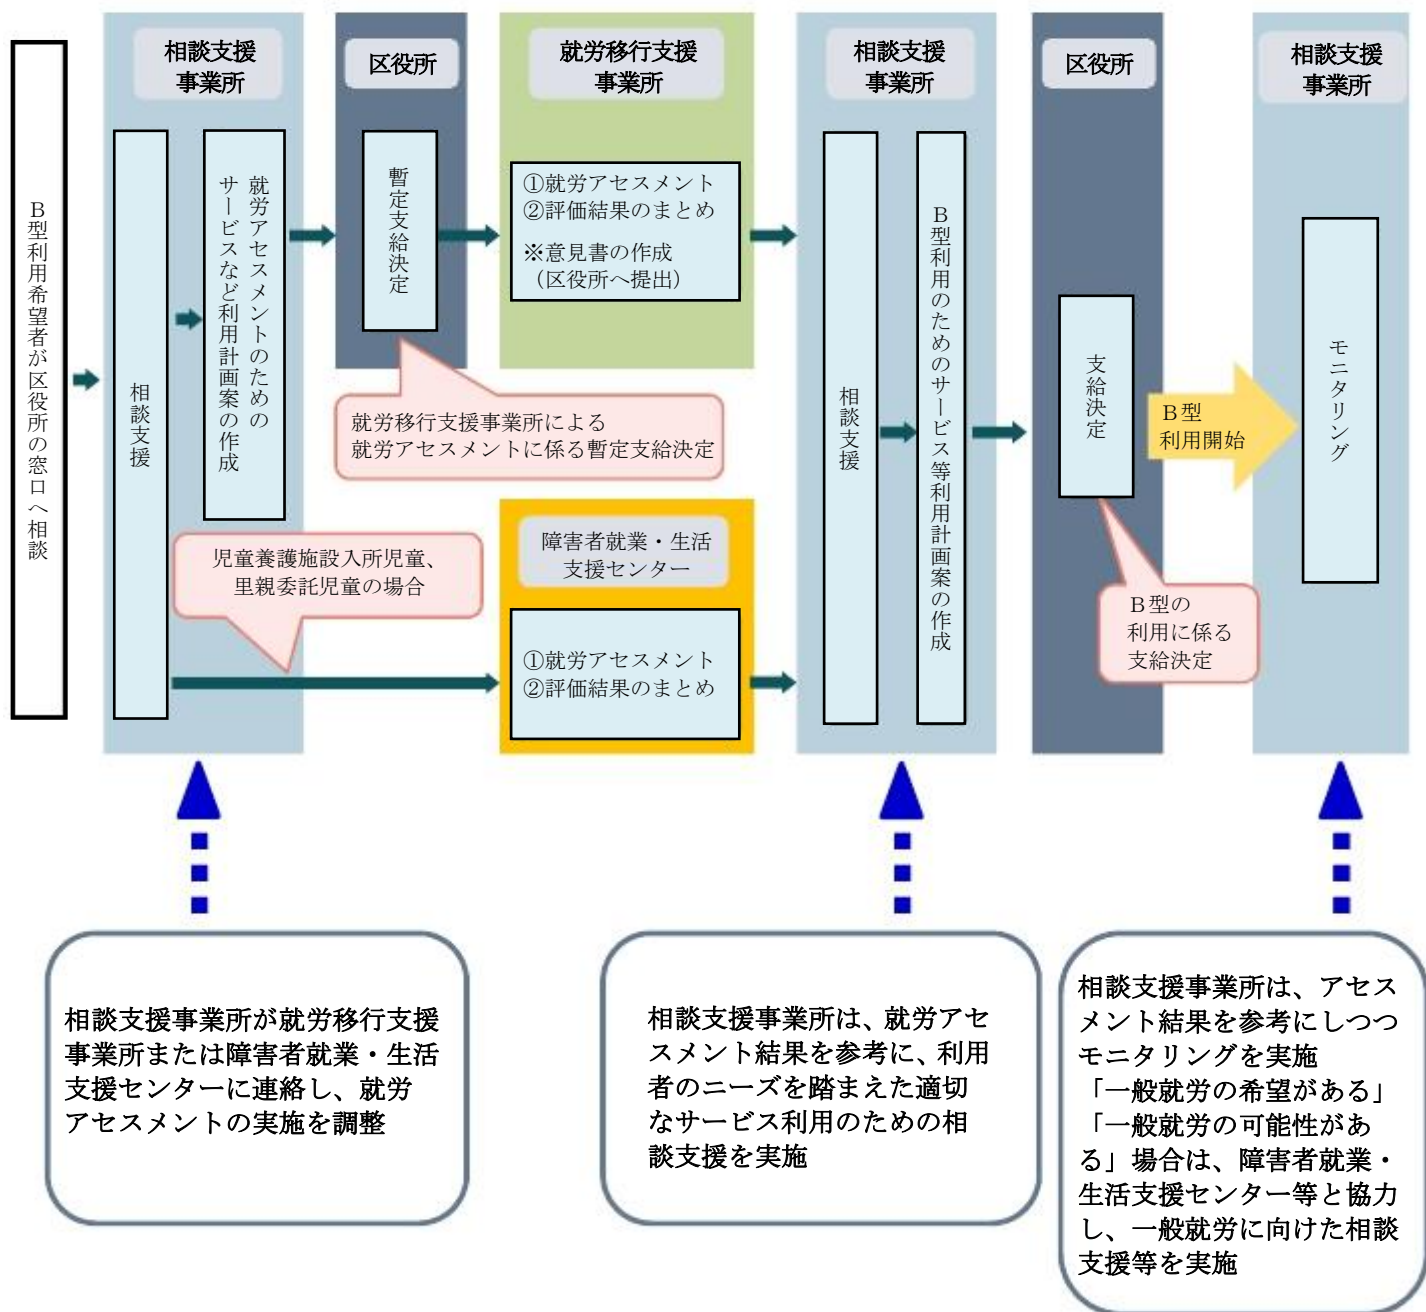 B型利用希望者が区役所の窓口へ相談
相談支援
事業所
相談支援
就労アセスメントのための
サービスなど利用計画案の作成
区役所
暫定支給決定
就労移行支援事業所による
就労アセスメントに係る暫定支給決定
就労移行支援
事業所
①就労アセスメント
②評価結果のまとめ
※意見書の作成
（区役所へ提出）
児童養護施設入所児童、
里親委託児童の場合
障害者就業・生活
支援センター
①就労アセスメント
②評価結果のまとめ
相談支援
事業所
相談支援
B型利用のためのサービス等利用計画案の作成
区役所
支給決定
B型の
利用に係る
支給決定
B型
利用開始
相談支援
事業所
モニタリング
相談支援事業所が就労移行支援
事業所または障害者就業・生活
支援センターに連絡し、就労
アセスメントの実施を調整
相談支援事業所は、就労アセ
スメント結果を参考に、利用
者のニーズを踏まえた適切
なサービス利用のための相
談支援を実施
相談支援事業所は、アセス
メント結果を参考にしつつ
モニタリングを実施
「一般就労の希望がある」
「一般就労の可能性があ
る」場合は、障害者就業・
生活支援センター等と協力
し、一般就労に向けた相談
支援等を実施